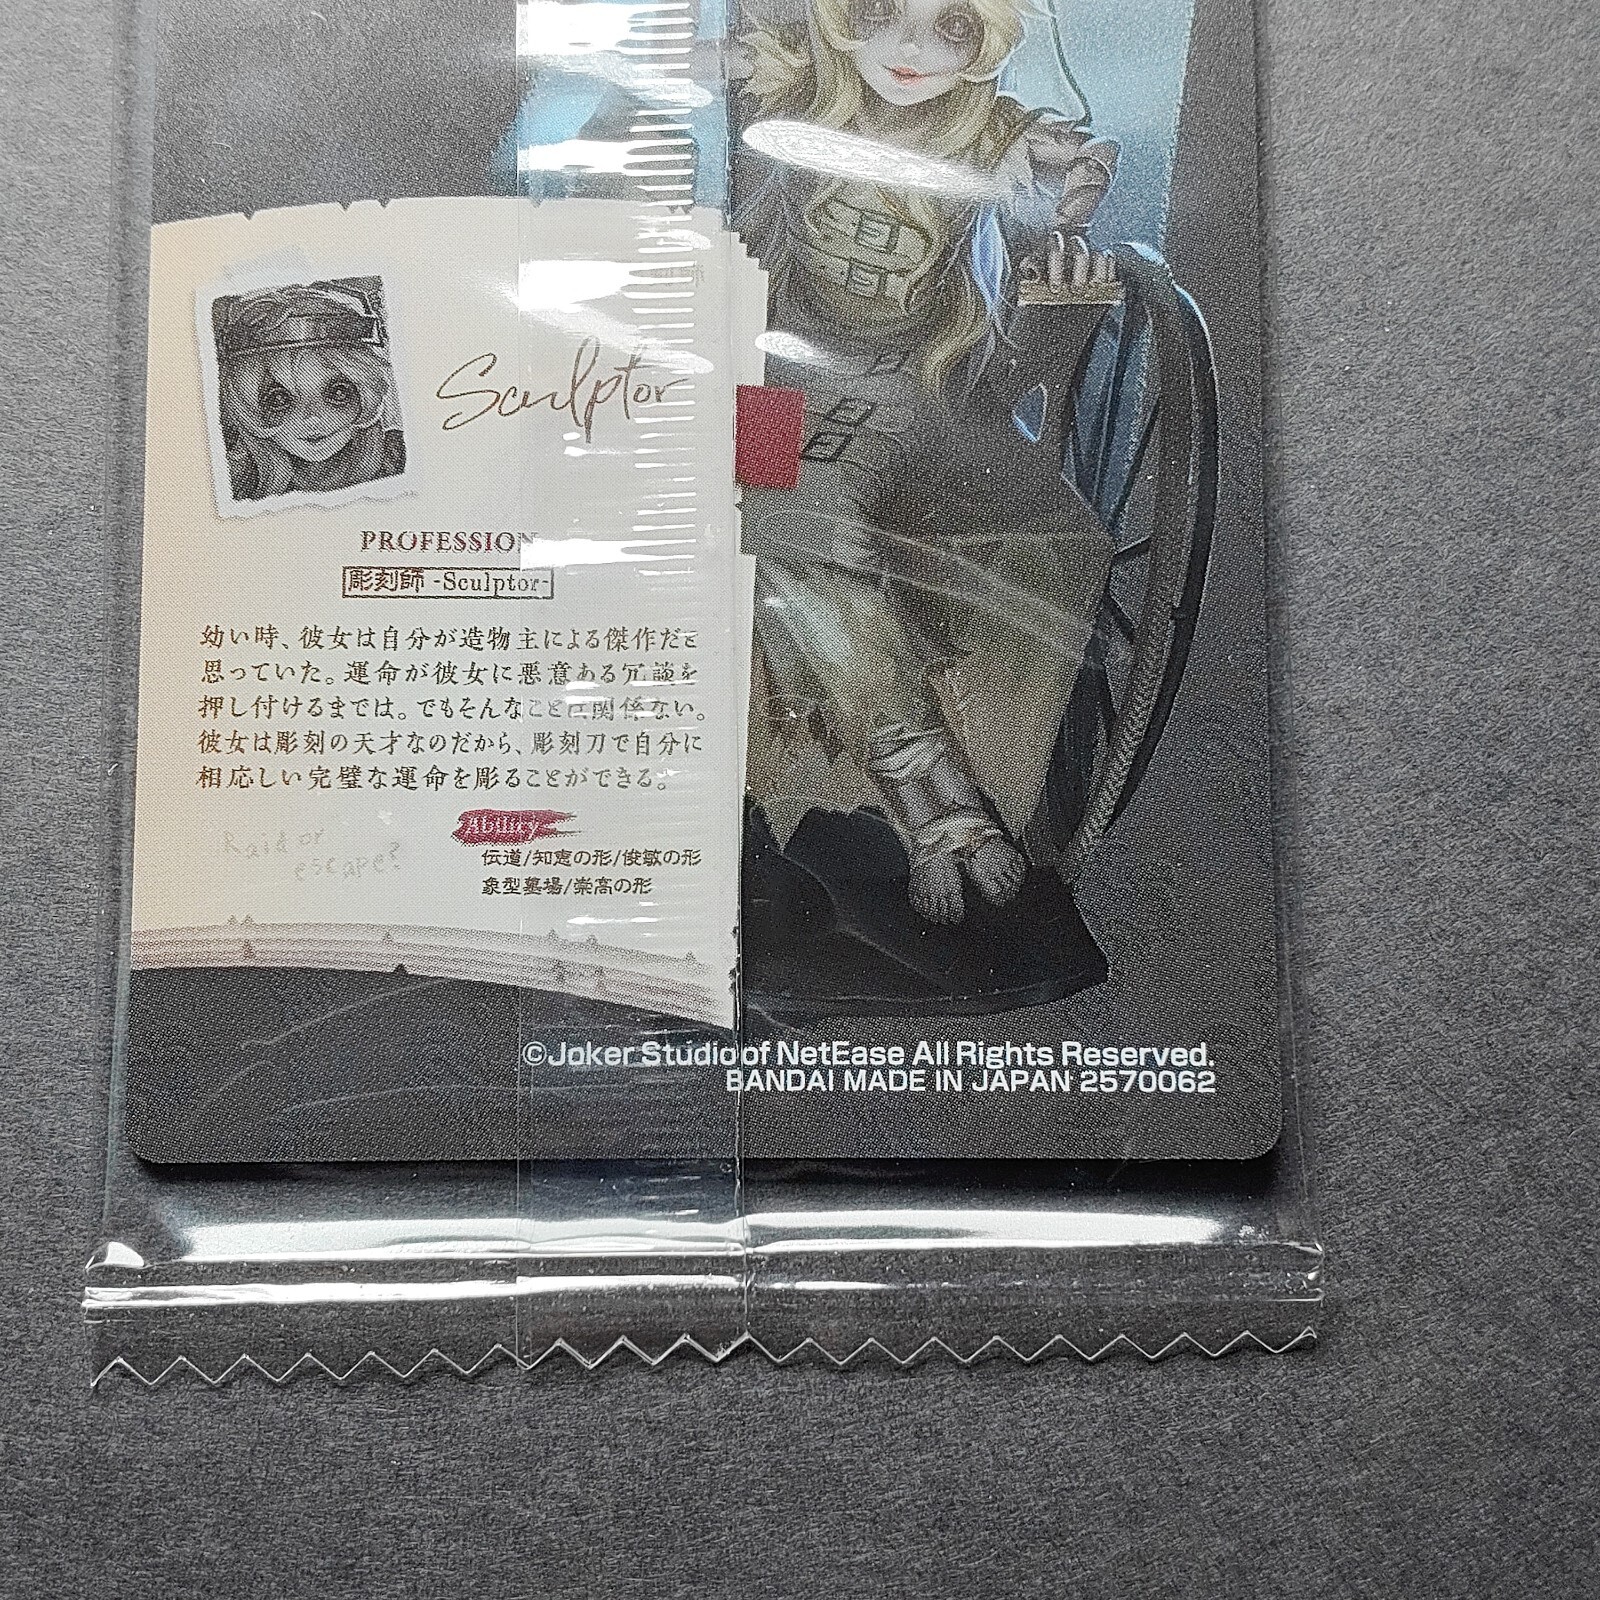 Sculptor
PROFESSION
彫刻師 -Sculptor-
幼い時、彼女は自分が造物主による傑作だと
思っていた。運命が彼女に悪意ある冗談を
押し付けるまでは。でもそんなことは関係ない。
彼女は彫刻の天才なのだから、彫刻刀で自分に
相応しい完璧な運命を彫ることができる。
Raid or
escape?
Ability
伝道/知恵の形/俊敏の形
象型墓場/崇高の形
©Joker Studio of NetEase All Rights Reserved.
BANDAI MADE IN JAPAN 2570062